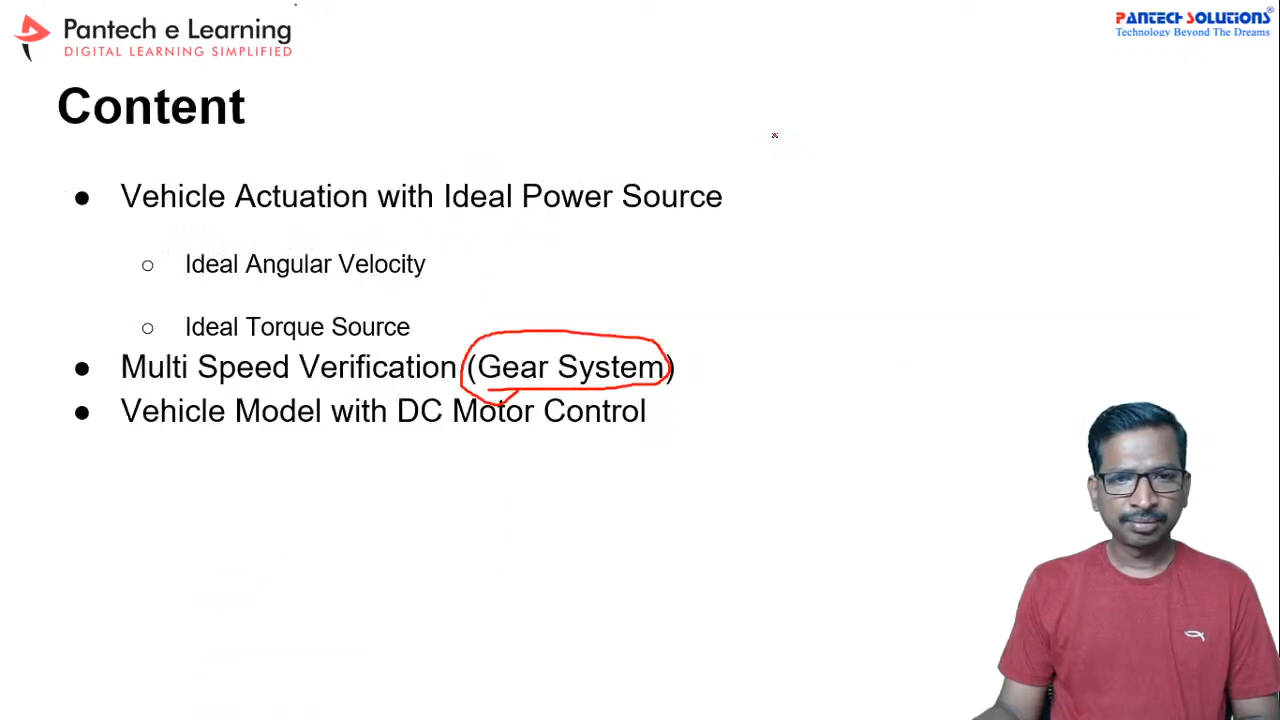 Pantech e Learning
DIGITAL LEARNING SIMPLIFIED
PANTECH SOLUTIONS®
Technology Beyond The Dreams
Content
● Vehicle Actuation with Ideal Power Source
○ Ideal Angular Velocity
○ Ideal Torque Source
● Multi Speed Verification (Gear System)
● Vehicle Model with DC Motor Control